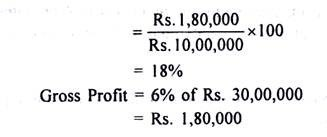 = Rs. 1,80,000 / Rs. 10,00,000 ×100
= 18%
Gross Profit = 6% of Rs. 30,00,000
= Rs. 1,80,000